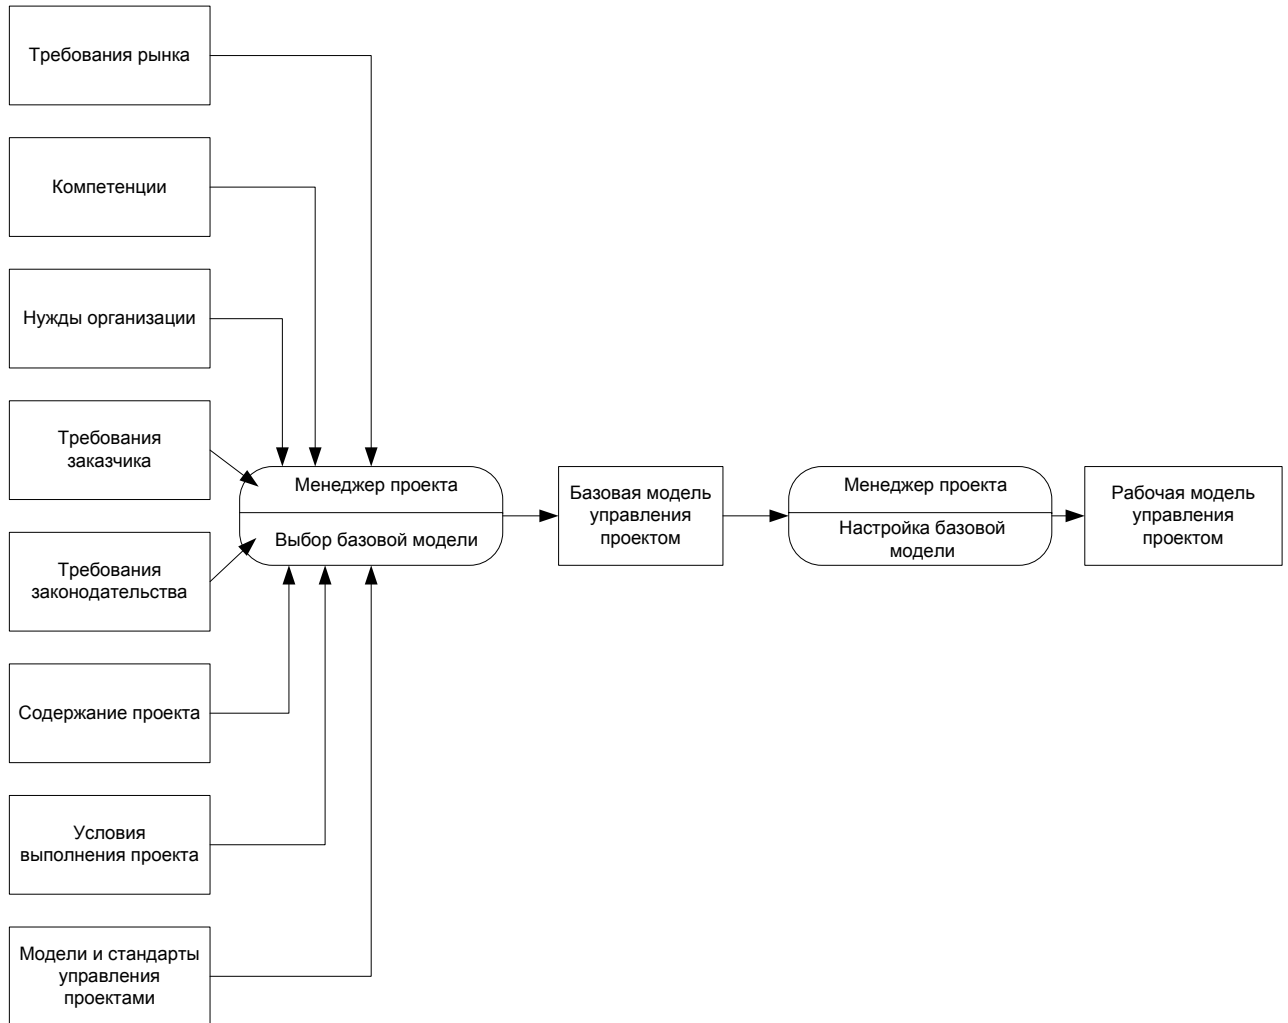 Требования рынка
Компетенции
Нужды организации
Требования
заказчика
Требования
законодательства
Содержание проекта
Условия
выполнения проекта
Модели и стандарты
управления
проектами
Менеджер проекта
Выбор базовой модели
Базовая модель
управления
проектом
Менеджер проекта
Настройка базовой
модели
Рабочая модель
управления
проектом